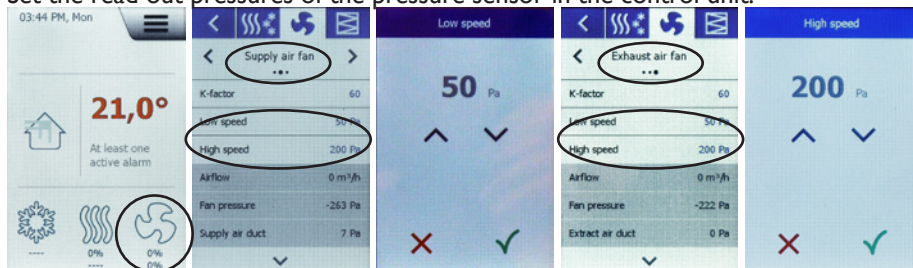 Set the read out pressures of the pressure sensor in the control unit.
03:44 PM, Mon
21,0°
At least one
active alarm
----
0%
----
0%
0%
Supply air fan
K-factor 60
Low speed 50 Pa
High speed 200 Pa
Airflow 0 m³/h
Fan pressure -263 Pa
Supply air duct 7 Pa
Low speed
50 Pa
Exhaust air fan
K-factor 60
Low speed 50 Pa
High speed 200 Pa
Airflow 0 m³/h
Fan pressure -222 Pa
Extract air duct 0 Pa
High speed
200 Pa